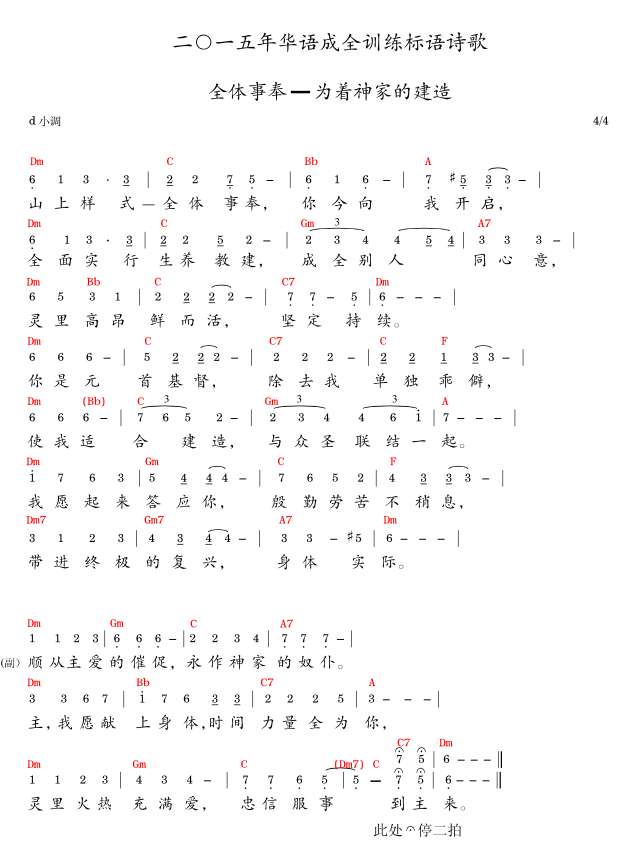 二〇一五年华语成全训练标语诗歌
全体事奉 — 为着神家的建造
d 小调 4/4
Dm C Bb A
6 1 3 · 3 | 2 2 7 5 – | 6 1 6 – | 7 #5 3 3 – |
山上样 式 — 全体 事奉， 你今向 我开启，
Dm C Gm A7
6 1 3 · 3 | 2 2 5 2 – | 2 3 4 4 5 4 | 3 3 3 – |
全面实 行 生养 教建， 成全别人 同心意，
Dm Bb C C7 Dm
6 5 3 1 | 2 2 2 2 – | 7 7 – 5 | 6 – – – |
灵里高昂 鲜而活， 坚定 持 续。
Dm C C7 C F
6 6 6 – | 5 2 2 2 – | 2 2 2 – | 2 2 1 3 3 – |
你是元 首基督， 除去我 单独乖僻，
Dm (Bb) C Gm A
6 6 6 – | 7 6 5 2 – | 2 3 4 4 6 1 | 7 – – – |
使我适 合建造， 与众圣联结一起。
Dm Gm C F
1 7 6 3 | 5 4 4 4 – | 7 6 5 2 | 4 3 3 3 – |
我愿起来答应你， 殷勤劳苦不稍息，
Dm7 Gm7 A7 Dm
3 1 2 3 | 4 3 4 4 – | 3 3 – #5 | 6 – – – |
带进终极的复兴， 身体 实际。
Dm Gm C A7
1 1 2 3 | 6 6 6 – | 2 2 3 4 | 7 7 7 – |
(副) 顺从主爱的催促，永作神家的奴仆。
Dm Bb C7 A
3 3 6 7 | 1 7 6 3 3 | 2 2 2 5 | 3 – – – |
主，我愿献 上身体，时间 力量全为 你，
C7 Dm
7 5 | 6 – – – ‖
Dm Gm C (Dm7) C
1 1 2 3 | 4 3 4 – | 7 7 6 5 | 5 — 7 5 | 6 – – – ‖
灵里火热 充满爱， 忠信服事 到主 来。
此处 𝄐 停二拍